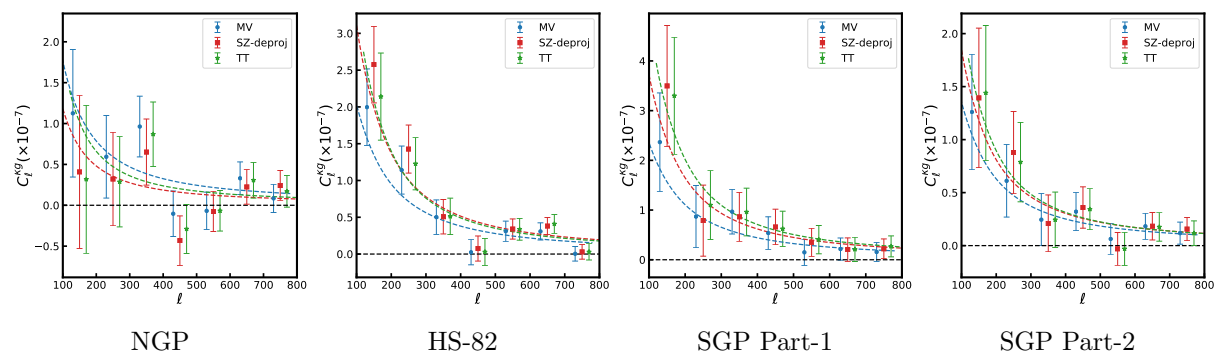 MV
SZ-deproj
TT
C_ℓ^{κg}(×10^{-7})
2.0
1.5
1.0
0.5
0.0
−0.5
100 200 300 400 500 600 700 800
ℓ
NGP
MV
SZ-deproj
TT
C_ℓ^{κg}(×10^{-7})
3.0
2.5
2.0
1.5
1.0
0.5
0.0
100 200 300 400 500 600 700 800
ℓ
HS-82
MV
SZ-deproj
TT
C_ℓ^{κg}(×10^{-7})
4
3
2
1
0
100 200 300 400 500 600 700 800
ℓ
SGP Part-1
MV
SZ-deproj
TT
C_ℓ^{κg}(×10^{-7})
2.0
1.5
1.0
0.5
0.0
100 200 300 400 500 600 700 800
ℓ
SGP Part-2